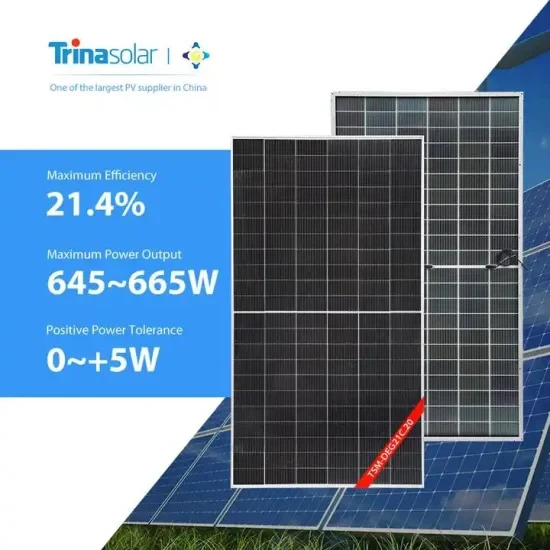 Trinasolar
One of the largest PV supplier in China
Maximum Efficiency
21.4%
Maximum Power Output
645~665W
Positive Power Tolerance
0~+5W
TSM-DEG21C.20